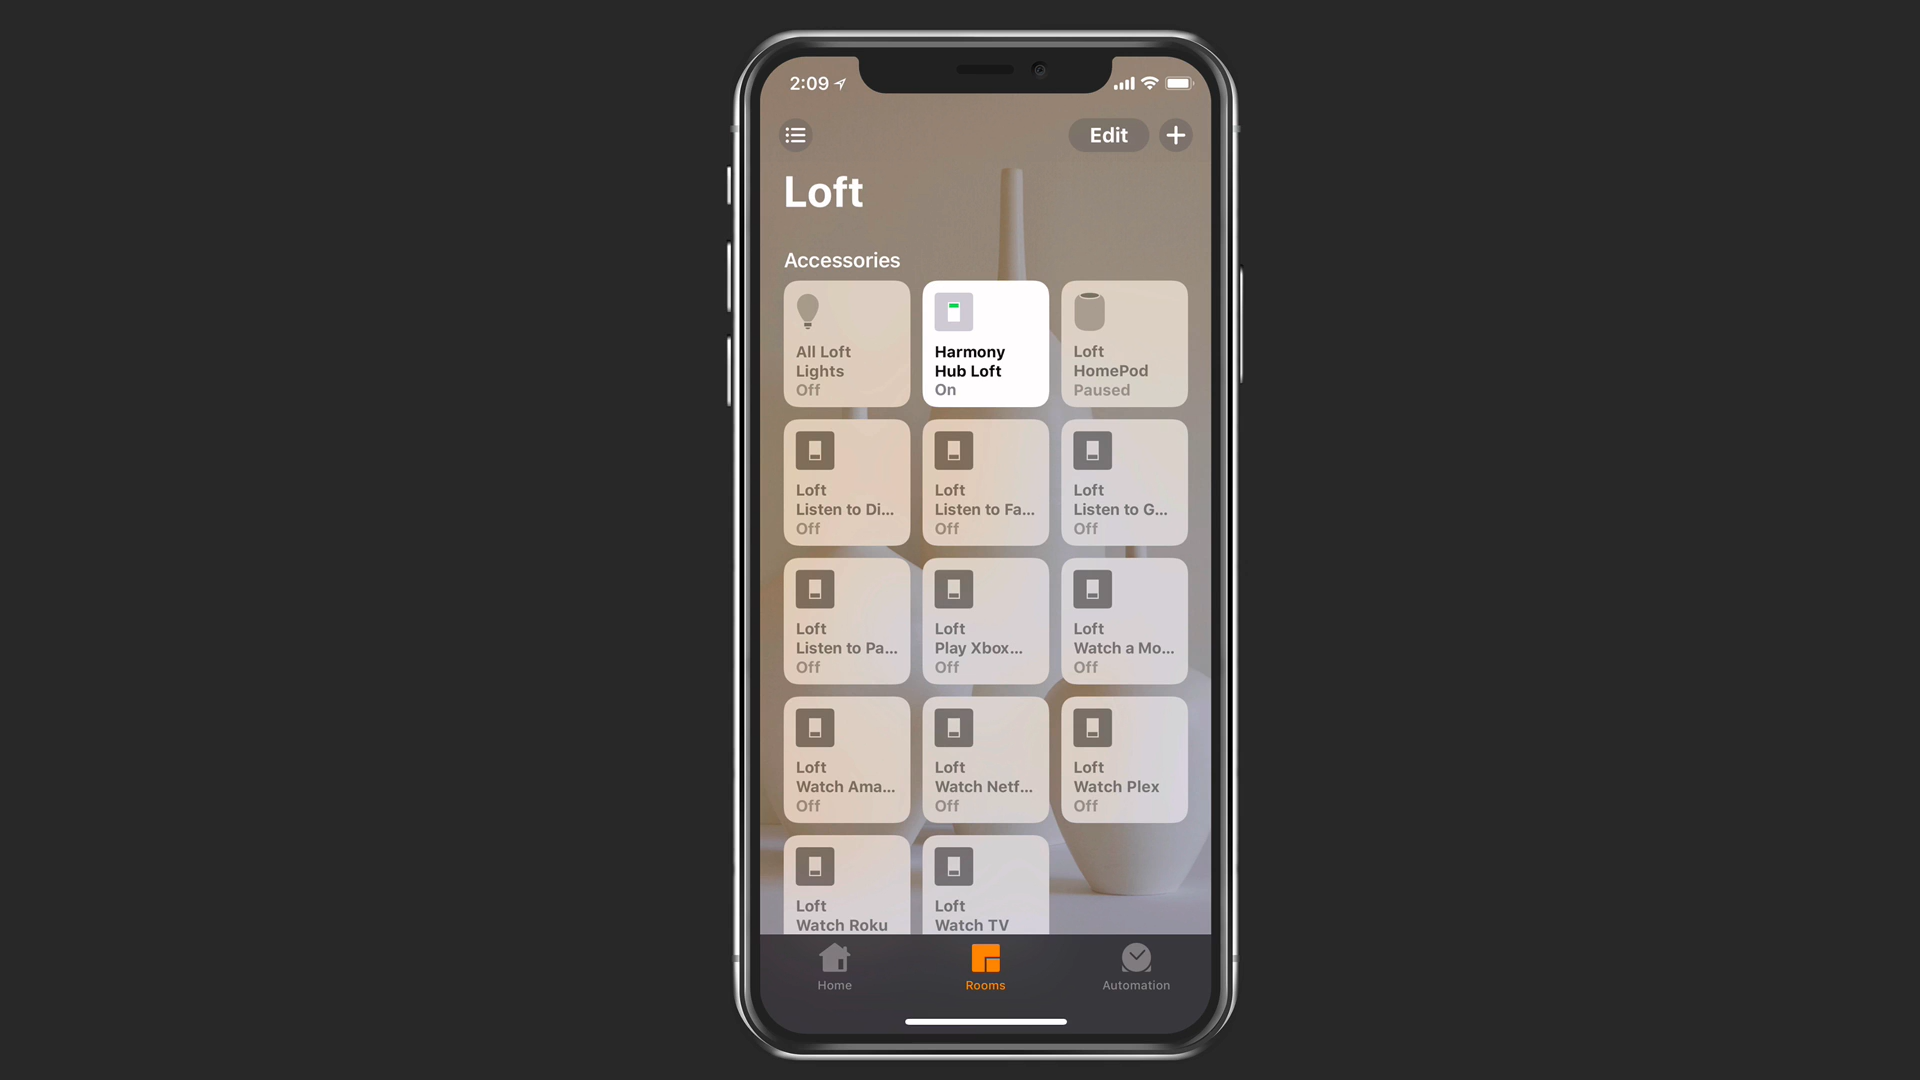 2:09
Edit
Loft
Accessories
All Loft
Lights
Off
Harmony
Hub Loft
On
Loft
HomePod
Paused
Loft
Listen to Di...
Off
Loft
Listen to Fa...
Off
Loft
Listen to G...
Off
Loft
Listen to Pa...
Off
Loft
Play Xbox...
Off
Loft
Watch a Mo...
Off
Loft
Watch Ama...
Off
Loft
Watch Netf...
Off
Loft
Watch Plex
Off
Loft
Watch Roku
Loft
Watch TV
Home
Rooms
Automation